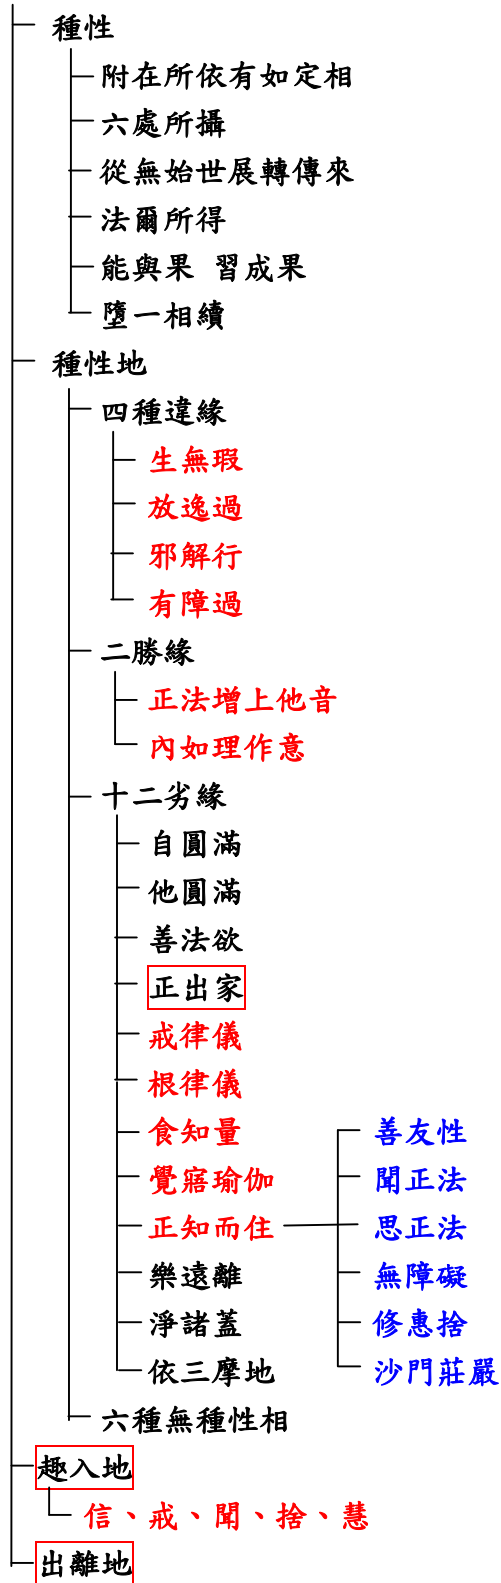 種性
附在所依有如定相
六處所攝
從無始世展轉傳來
法爾所得
能與果 習成果
墮一相續
種性地
四種違緣
生無瑕
放逸過
邪解行
有障過
二勝緣
正法增上他音
內如理作意
十二劣緣
自圓滿
他圓滿
善法欲
正出家
戒律儀
根律儀
食知量
覺寤瑜伽
正知而住
樂遠離
淨諸蓋
依三摩地
善友性
聞正法
思正法
無障礙
修惠捨
沙門莊嚴
六種無種性相
趣入地
信、戒、聞、捨、慧
出離地